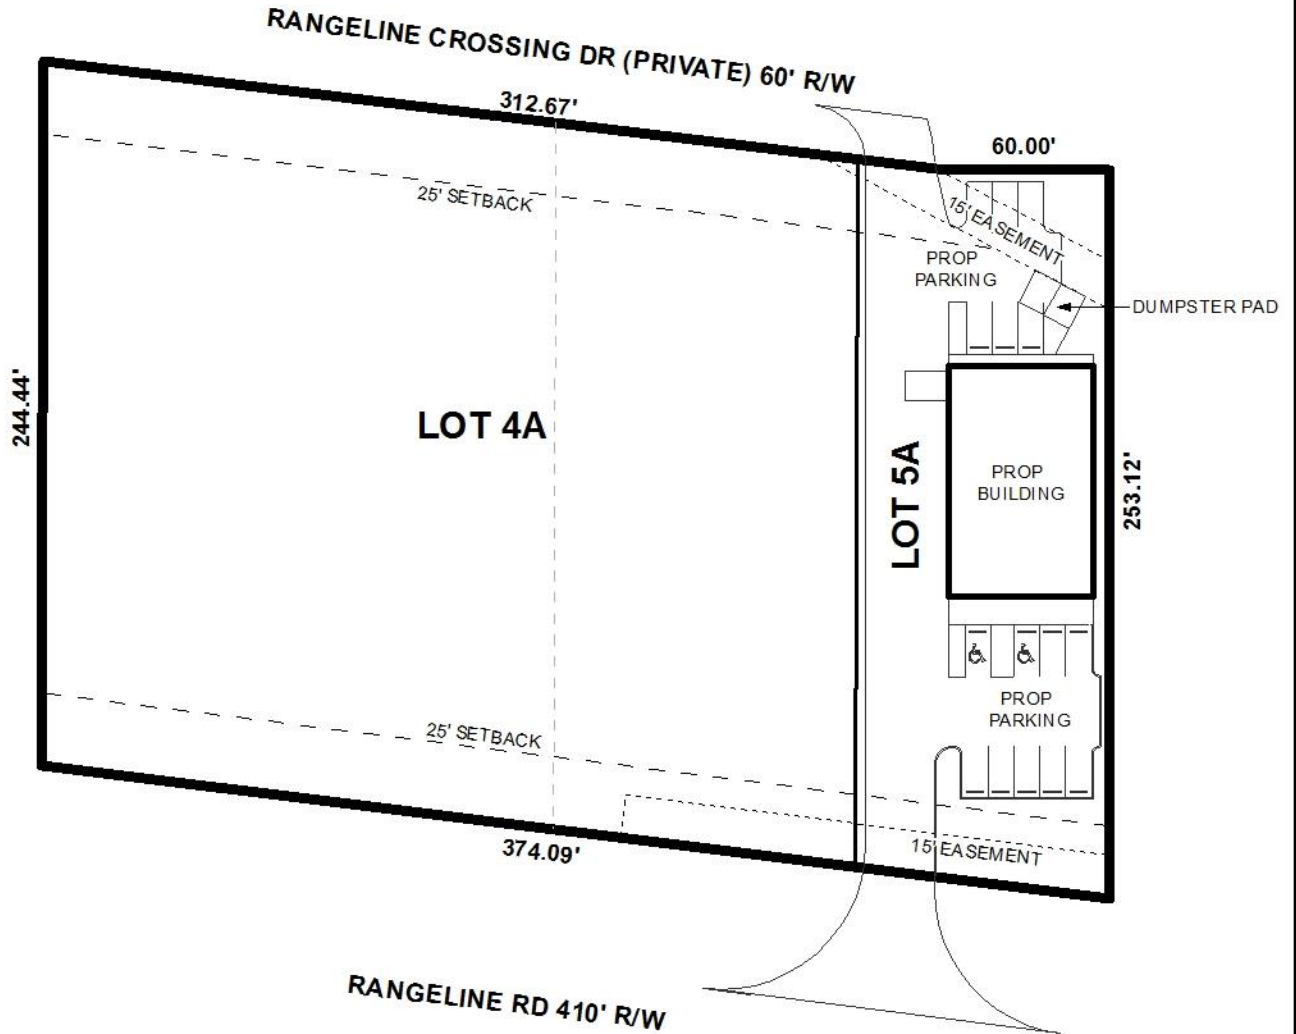 RANGELINE CROSSING DR (PRIVATE) 60' R/W
312.67'
60.00'
25' SETBACK
15' EASEMENT
PROP
PARKING
DUMPSTER PAD
244.44'
LOT 4A
LOT 5A
PROP
BUILDING
253.12'
PROP
PARKING
25' SETBACK
15' EASEMENT
374.09'
RANGELINE RD 410' R/W